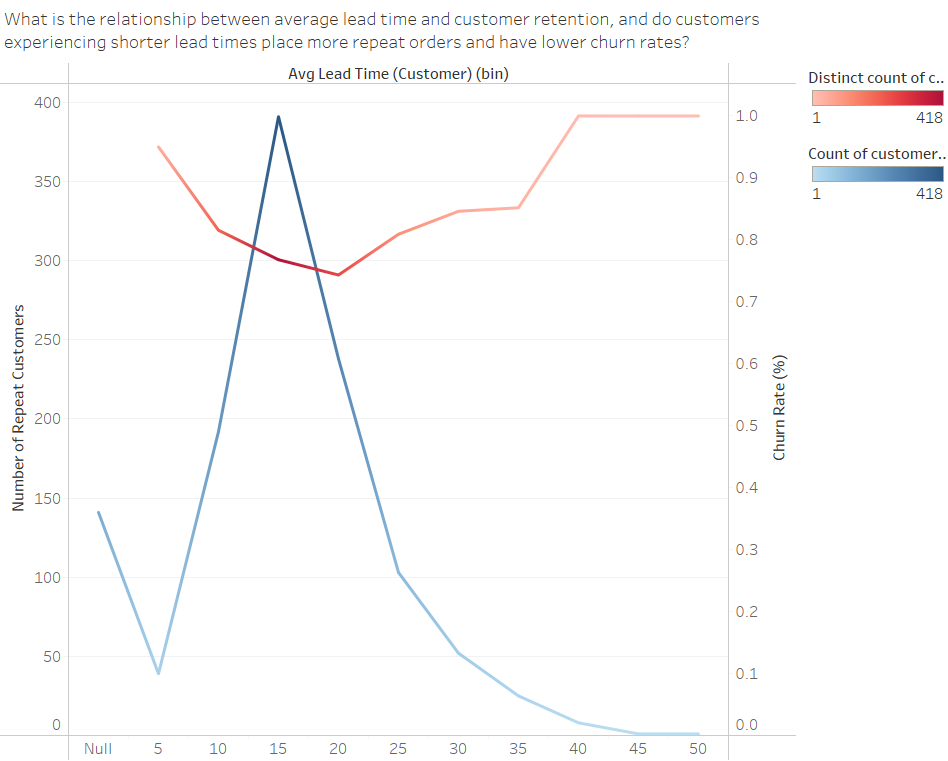 What is the relationship between average lead time and customer retention, and do customers
experiencing shorter lead times place more repeat orders and have lower churn rates?
Avg Lead Time (Customer) (bin)
Distinct count of c..
1 418
Count of customer..
1 418
Number of Repeat Customers
400
350
300
250
200
150
100
50
0
1.0
0.9
0.8
0.7
0.6
0.5
0.4
0.3
0.2
0.1
0.0
Churn Rate (%)
Null 5 10 15 20 25 30 35 40 45 50